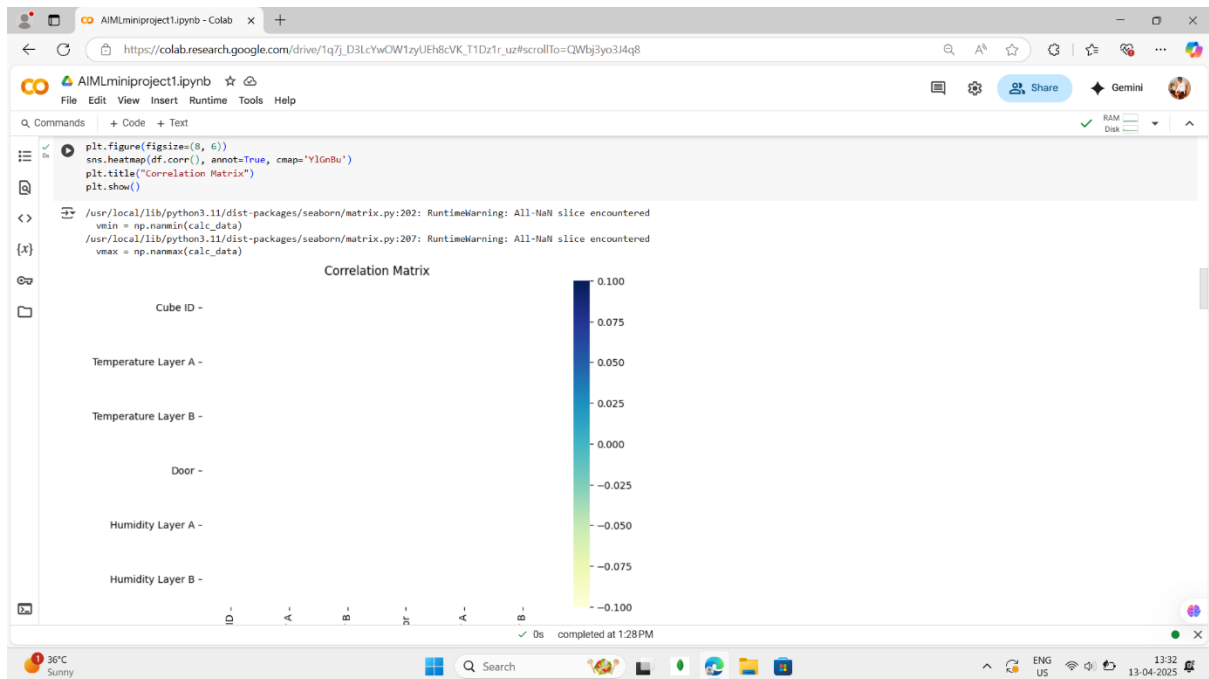 AIMLminiproject1.ipynb - Colab
https://colab.research.google.com/drive/1q7j_D3LcYwOW1zyUEh8cVK_T1Dz1r_uz#scrollTo=QWbj3yo3J4q8
AIMLminiproject1.ipynb
File Edit View Insert Runtime Tools Help
Share
Gemini
Commands + Code + Text
RAM
Disk
0s
plt.figure(figsize=(8, 6))
sns.heatmap(df.corr(), annot=True, cmap='YlGnBu')
plt.title("Correlation Matrix")
plt.show()
/usr/local/lib/python3.11/dist-packages/seaborn/matrix.py:202: RuntimeWarning: All-NaN slice encountered
vmin = np.nanmin(calc_data)
/usr/local/lib/python3.11/dist-packages/seaborn/matrix.py:207: RuntimeWarning: All-NaN slice encountered
vmax = np.nanmax(calc_data)
Correlation Matrix
Cube ID
Temperature Layer A
Temperature Layer B
Door
Humidity Layer A
Humidity Layer B
0.100
0.075
0.050
0.025
0.000
−0.025
−0.050
−0.075
−0.100
ID
A
B
or
A
B
0s completed at 1:28 PM
1
36°C
Sunny
Search
ENG
US
13:32
13-04-2025